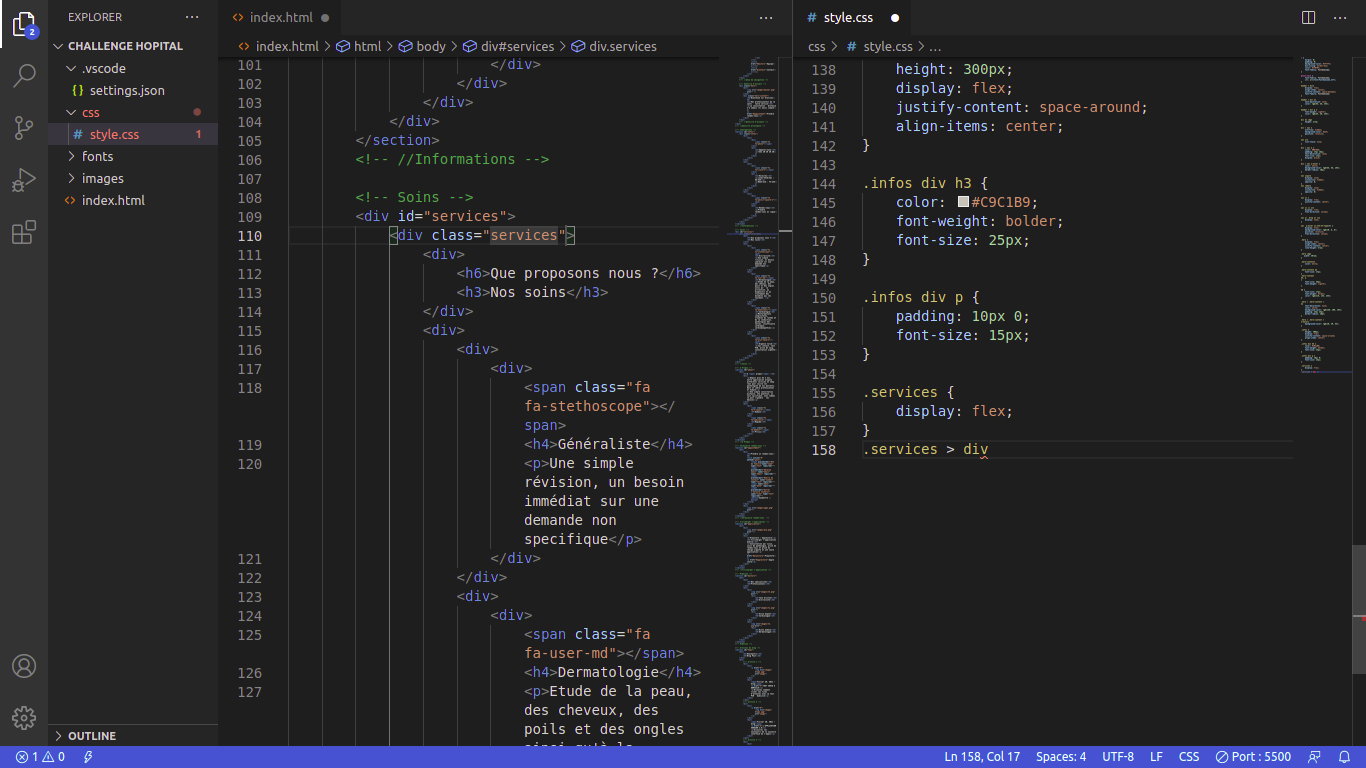 EXPLORER
CHALLENGE HOPITAL
.vscode
{} settings.json
css
# style.css 1
fonts
images
<> index.html
OUTLINE
2
<> index.html
<> index.html > html > body > div#services > div.services
101 </div>
102 </div>
103 </div>
104 </div>
105 </section>
106 <!-- //Informations -->
107
108 <!-- Soins -->
109 <div id="services">
110 <div class="services">
111 <div>
112 <h6>Que proposons nous ?</h6>
113 <h3>Nos soins</h3>
114 </div>
115 <div>
116 <div>
117 <div>
118 <span class="fa
fa-stethoscope"></
span>
119 <h4>Généraliste</h4>
120 <p>Une simple
révision, un besoin
immédiat sur une
demande non
specifique</p>
121 </div>
122 </div>
123 <div>
124 <div>
125 <span class="fa
fa-user-md"></span>
126 <h4>Dermatologie</h4>
127 <p>Etude de la peau,
des cheveux, des
poils et des ongles
# style.css
css > # style.css > ...
138 height: 300px;
139 display: flex;
140 justify-content: space-around;
141 align-items: center;
142 }
143
144 .infos div h3 {
145 color: #C9C1B9;
146 font-weight: bolder;
147 font-size: 25px;
148 }
149
150 .infos div p {
151 padding: 10px 0;
152 font-size: 15px;
153 }
154
155 .services {
156 display: flex;
157 }
158 .services > div
1 0
Ln 158, Col 17 Spaces: 4 UTF-8 LF CSS Port : 5500